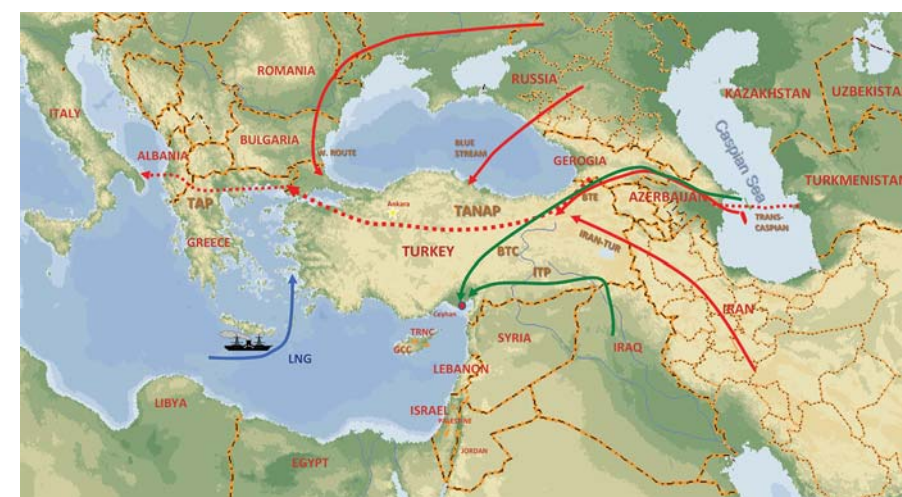 ROMANIA
RUSSIA
KAZAKHSTAN
UZBEKISTA
ITALY
BULGARIA
W. ROUTE
BLUE
STREAM
Caspian Sea
ALBANIA
GEROGIA
TURKMENISTAN
TAP
Ankara
TANAP
BTE
AZERBAIJAN
TRANS-
CASPIAN
GREECE
TURKEY
BTC
IRAN-TUR
ITP
IRAN
Ceyhan
LNG
TRNC
GCC
SYRIA
IRAQ
LEBANON
LIBYA
ISRAEL
PALESTINE
JORDAN
EGYPT